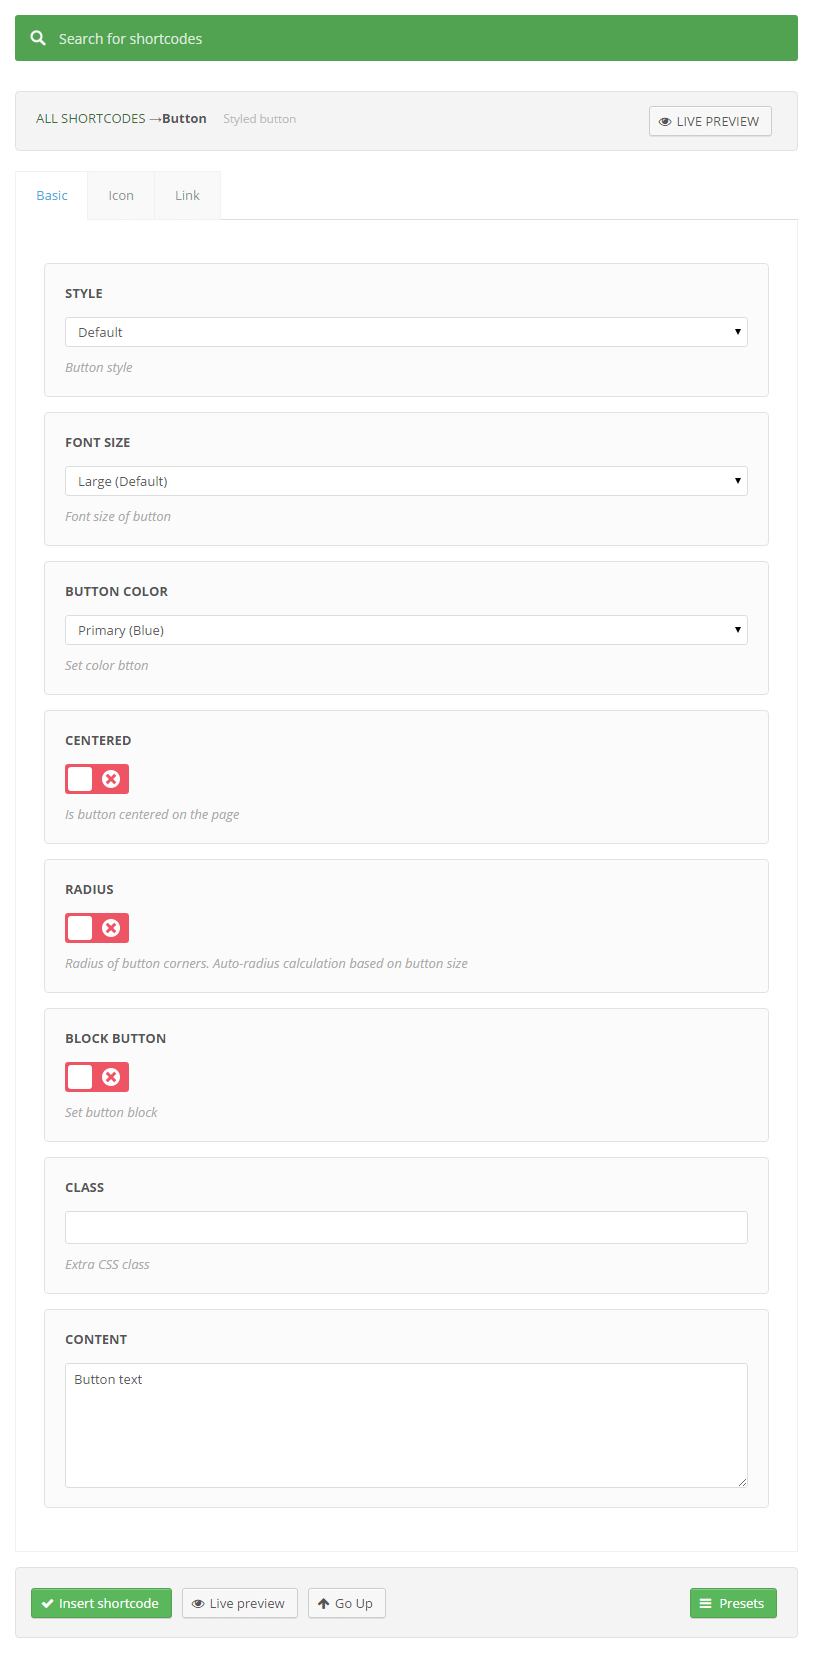 Search for shortcodes
ALL SHORTCODES →Button Styled button LIVE PREVIEW
Basic Icon Link
STYLE
Default
Button style
FONT SIZE
Large (Default)
Font size of button
BUTTON COLOR
Primary (Blue)
Set color btton
CENTERED
Is button centered on the page
RADIUS
Radius of button corners. Auto-radius calculation based on button size
BLOCK BUTTON
Set button block
CLASS
Extra CSS class
CONTENT
Button text
Insert shortcode Live preview Go Up Presets